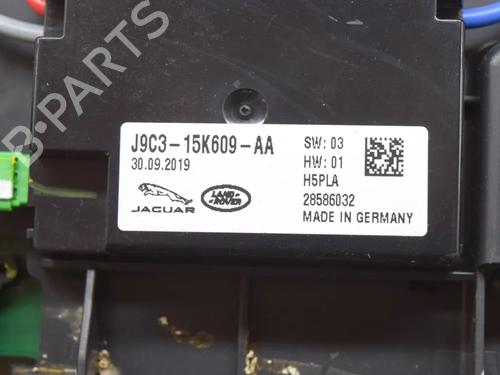 J9C3-15K609-AA
30.09.2019
SW: 03
HW: 01
H5PLA
28586032
MADE IN GERMANY
JAGUAR
LAND ROVER
B-PARTS